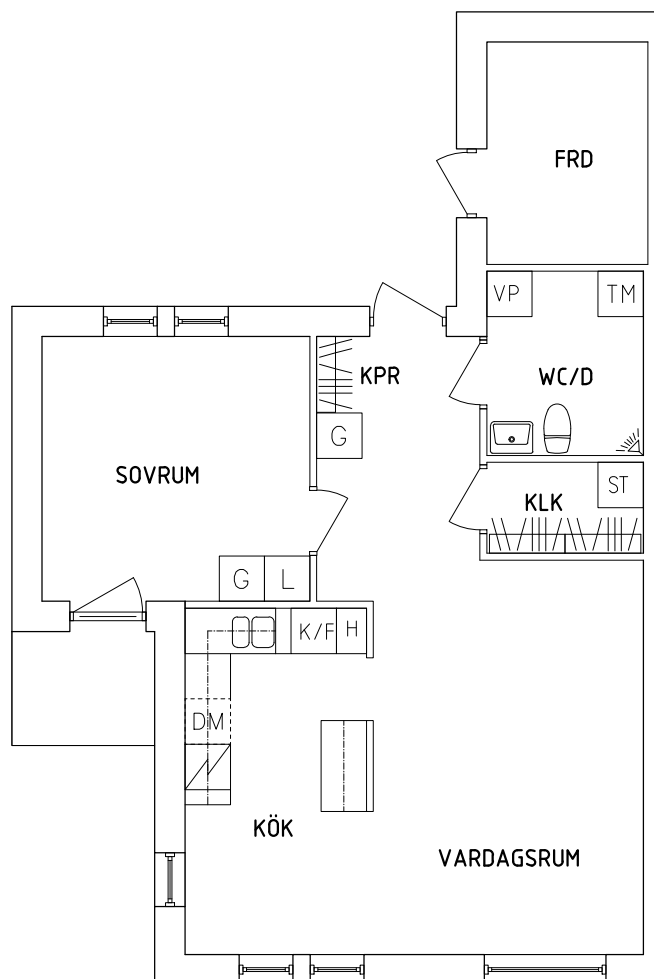 FRD
VP
TM
KPR
WC/D
G
SOVRUM
ST
KLK
G
L
K/F
H
DM
KÖK
VARDAGSRUM